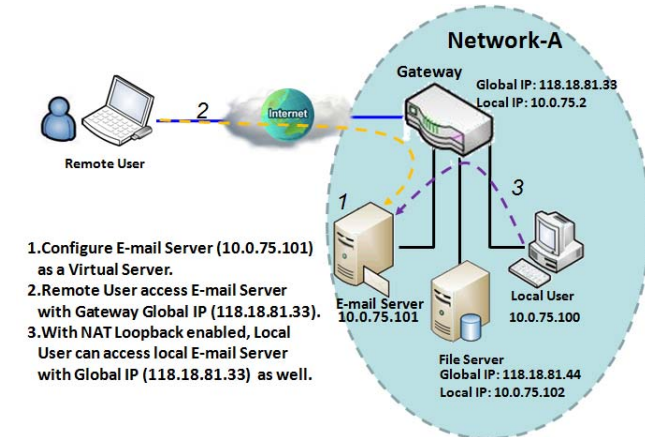 Network-A
Gateway
Global IP: 118.18.81.33
Local IP: 10.0.75.2
2
Internet
Remote User
1
3
1.Configure E-mail Server (10.0.75.101)
as a Virtual Server.
2.Remote User access E-mail Server
with Gateway Global IP (118.18.81.33).
3.With NAT Loopback enabled, Local
User can access local E-mail Server
with Global IP (118.18.81.33) as well.
E-mail Server
10.0.75.101
Local User
10.0.75.100
File Server
Global IP: 118.18.81.44
Local IP: 10.0.75.102